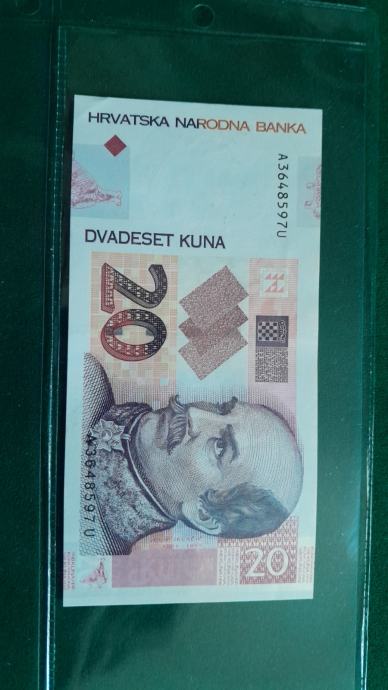 HRVATSKA NARODNA BANKA
A3648597U
DVADESET KUNA
20
A3648597U
20